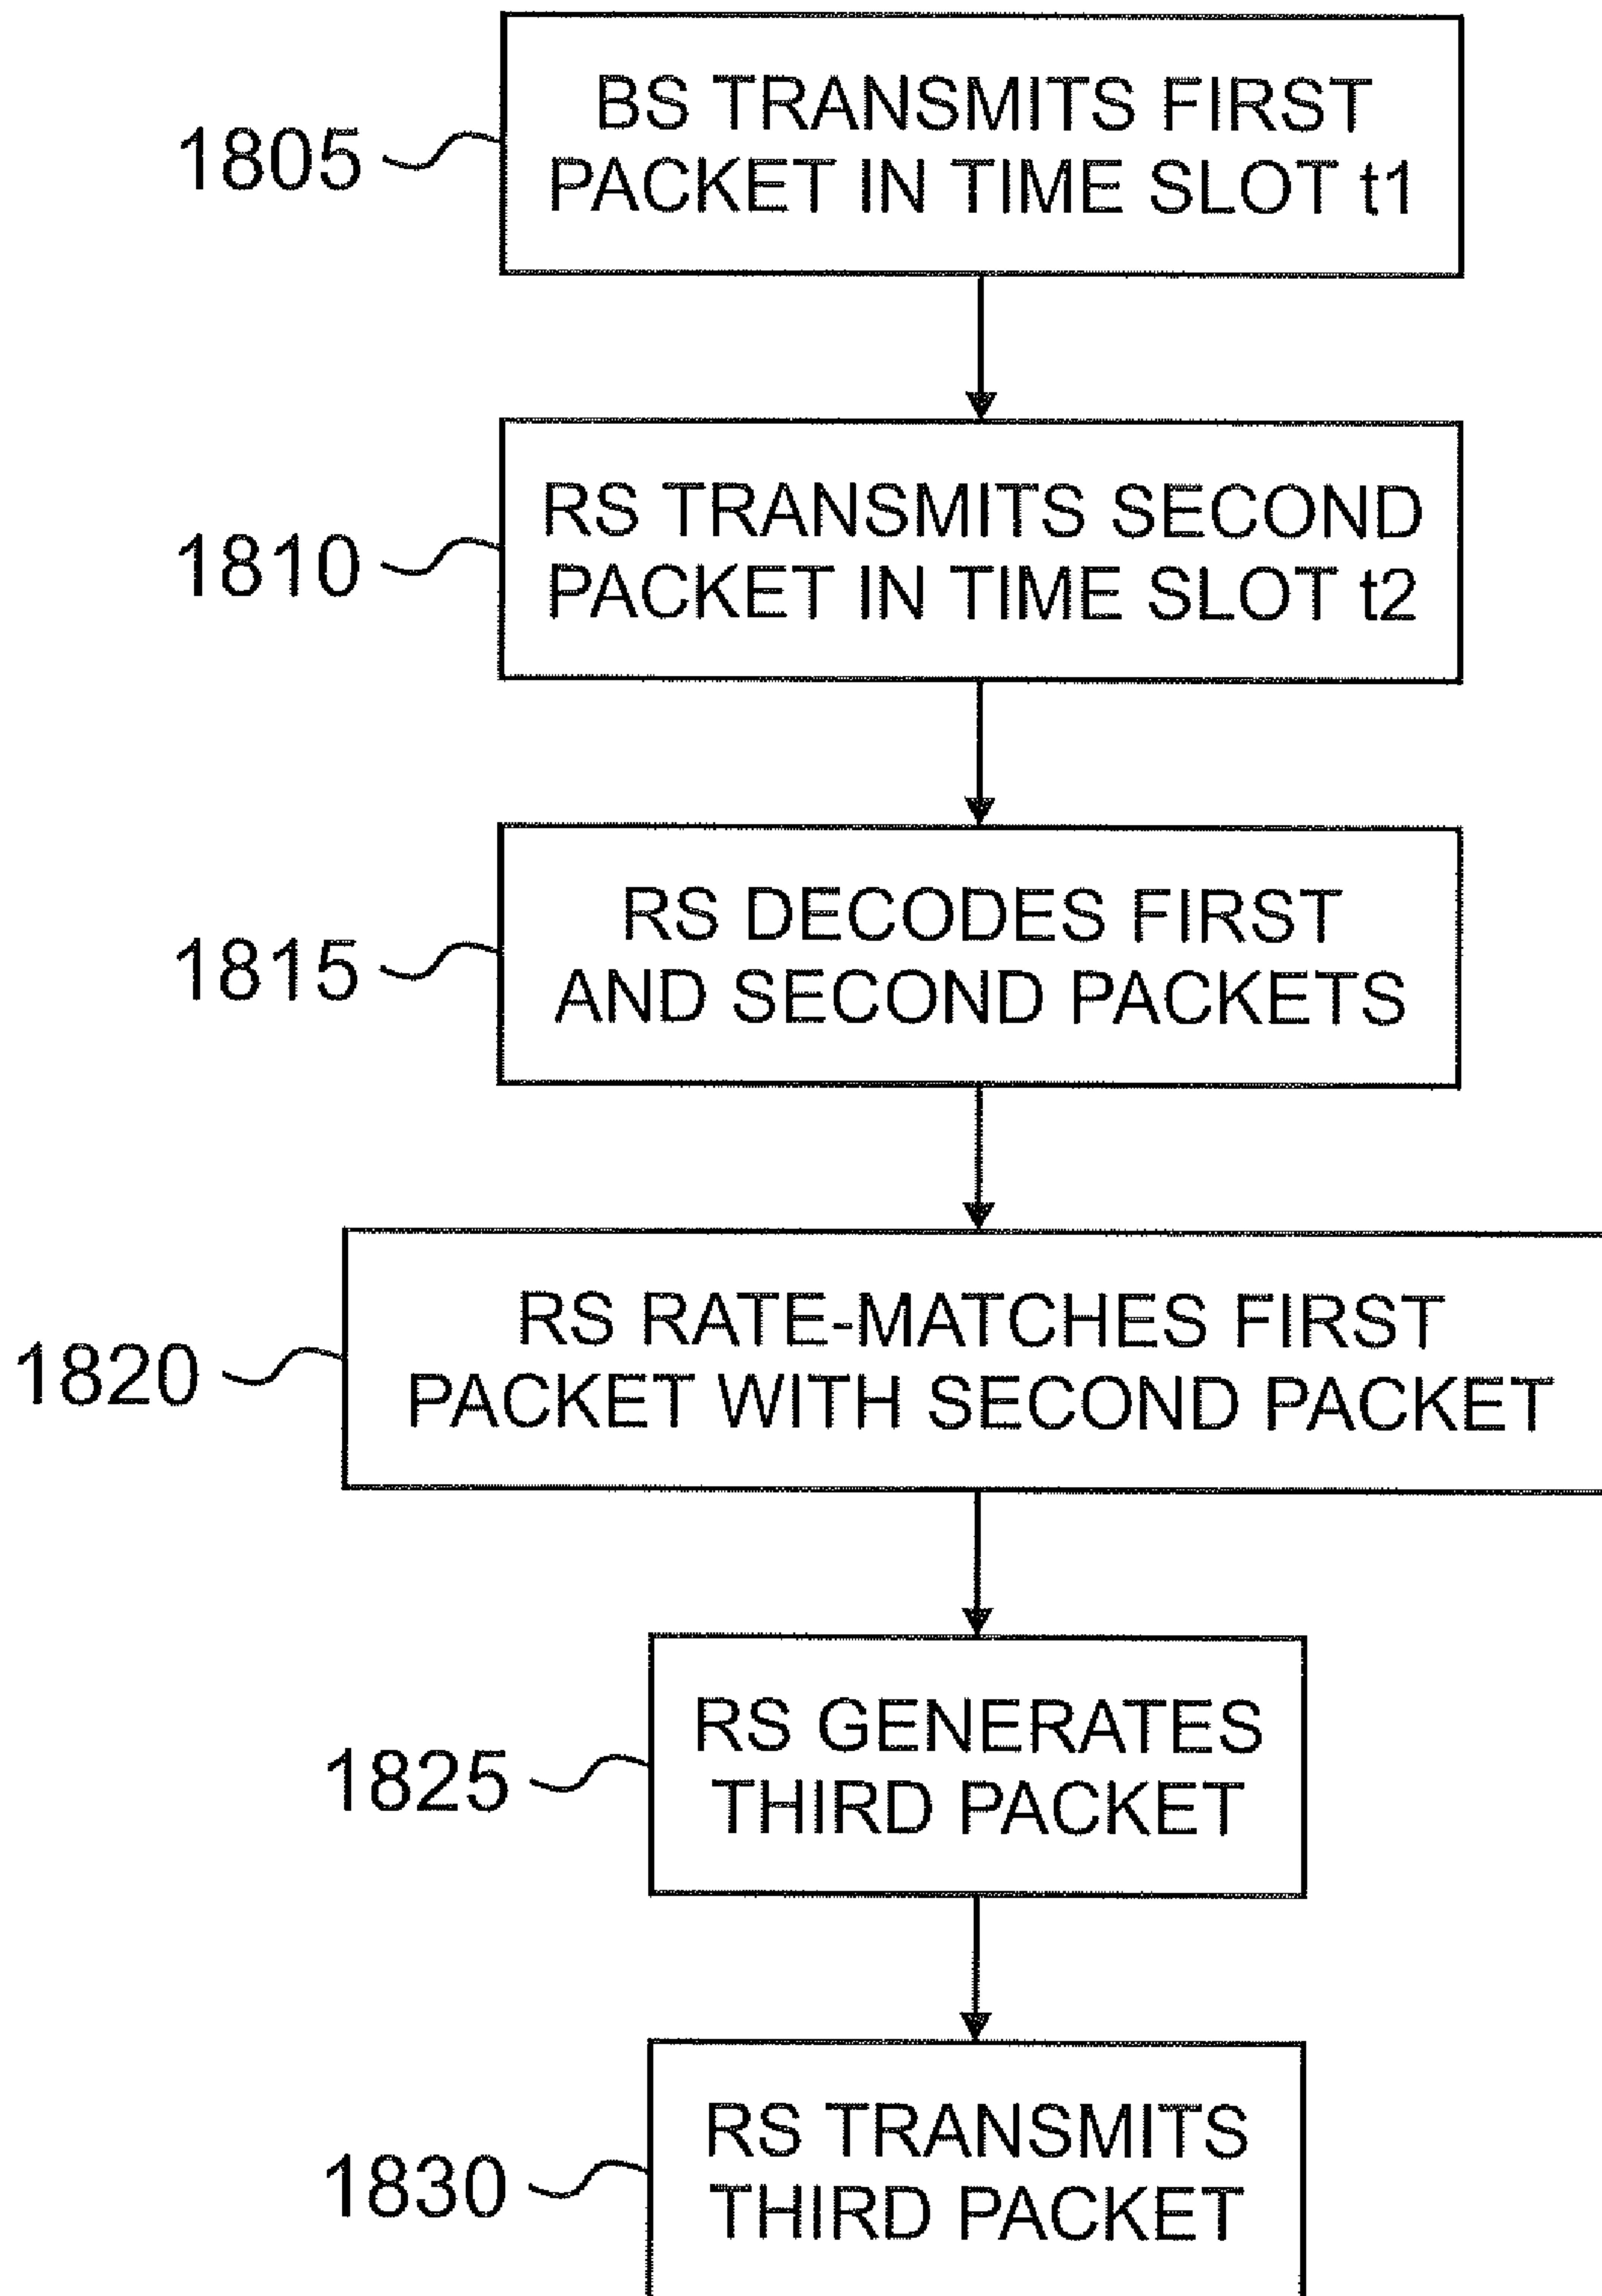 1805
BS TRANSMITS FIRST
PACKET IN TIME SLOT t1
1810
RS TRANSMITS SECOND
PACKET IN TIME SLOT t2
1815
RS DECODES FIRST
AND SECOND PACKETS
1820
RS RATE-MATCHES FIRST
PACKET WITH SECOND PACKET
1825
RS GENERATES
THIRD PACKET
1830
RS TRANSMITS
THIRD PACKET